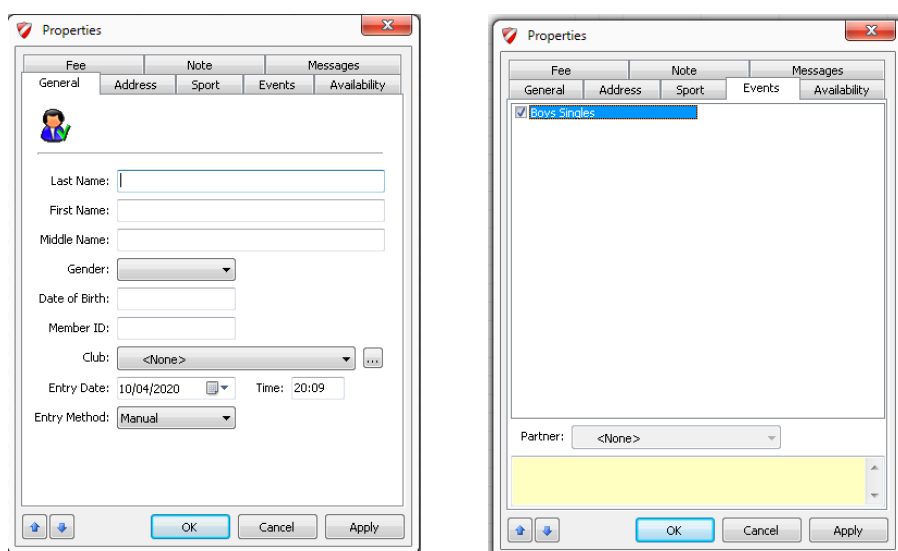 Properties
Fee Note Messages
General Address Sport Events Availability
Last Name:
First Name:
Middle Name:
Gender:
Date of Birth:
Member ID:
Club: <None> ...
Entry Date: 10/04/2020 Time: 20:09
Entry Method: Manual
OK Cancel Apply
Properties
Fee Note Messages
General Address Sport Events Availability
Boys Singles
Partner: <None>
OK Cancel Apply